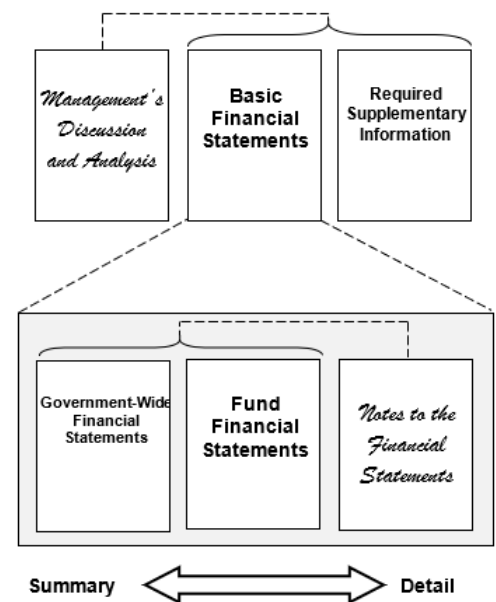 Management's
Discussion
and Analysis
Basic
Financial
Statements
Required
Supplementary
Information
Government-Wide
Financial
Statements
Fund
Financial
Statements
Notes to the
Financial
Statements
Summary
Detail